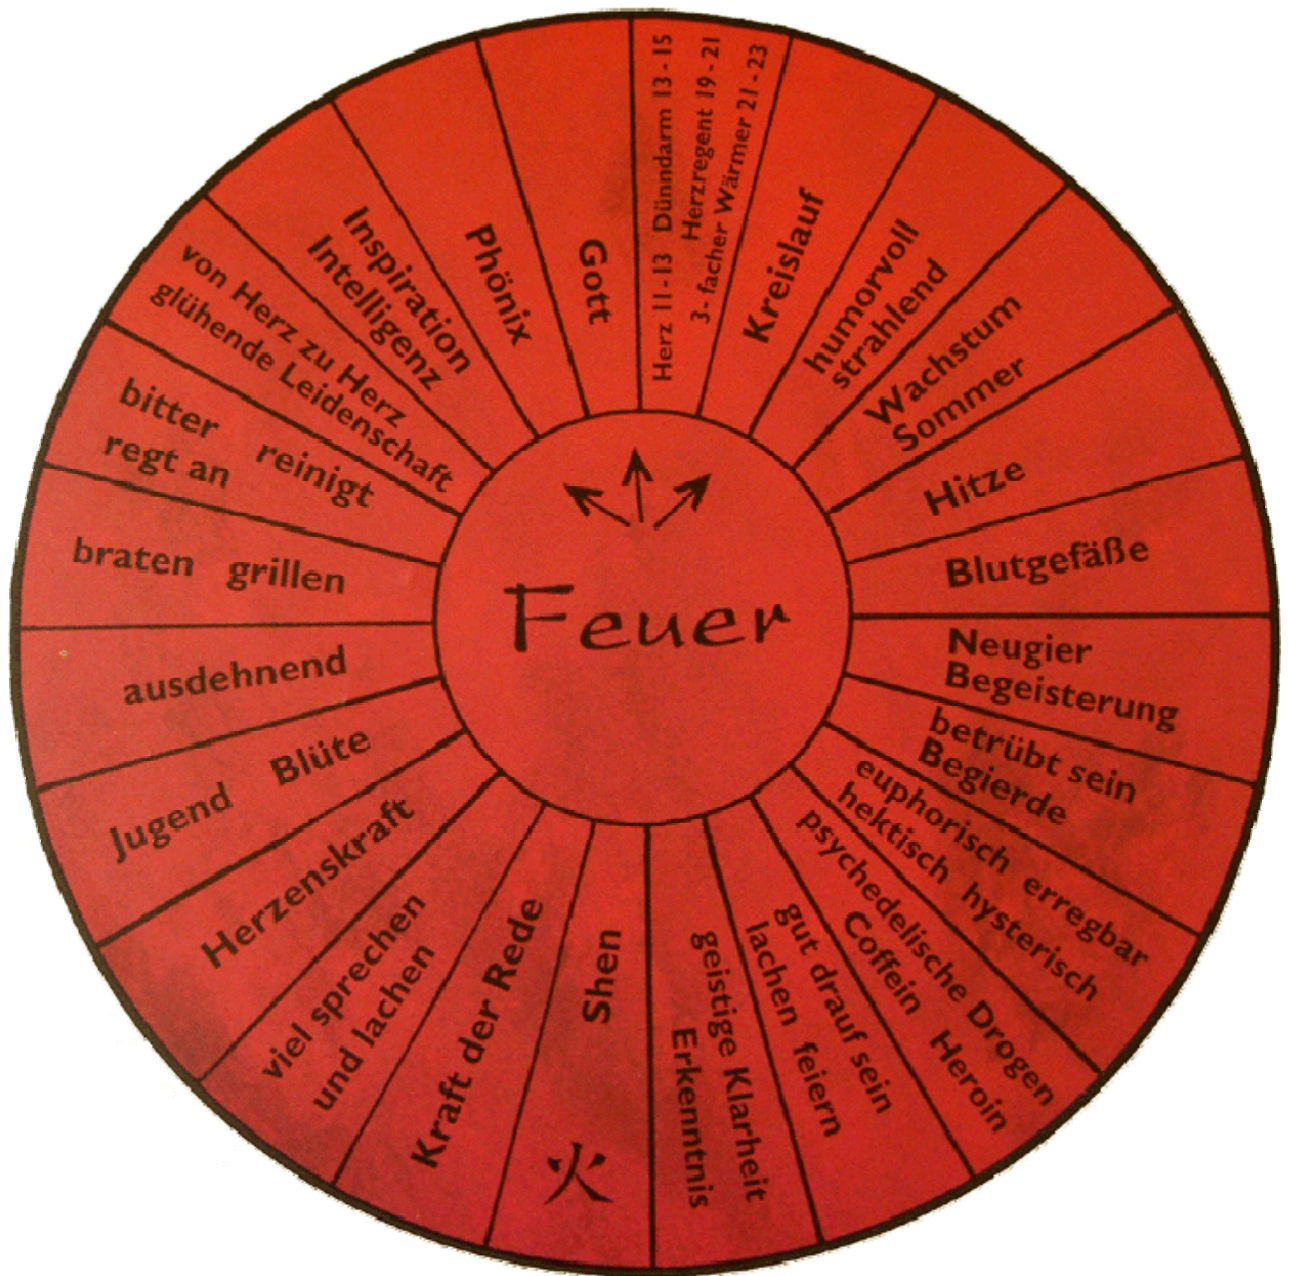 Feuer
Herz 11-13 Dünndarm 13-15
Herzregent 19-21
3-facher Wärmer 21-23
Kreislauf
humorvoll
strahlend
Wachstum
Sommer
Hitze
Blutgefäße
Neugier
Begeisterung
betrübt sein
Begierde
euphorisch erregbar
hektisch hysterisch
psychedelische Drogen
Coffein Heroin
gut drauf sein
lachen feiern
geistige Klarheit
Erkenntnis
Shen
火
Kraft der Rede
viel sprechen
und lachen
Herzenskraft
Jugend Blüte
ausdehnend
braten grillen
bitter reinigt
regt an
von Herz zu Herz
glühende Leidenschaft
Inspiration
Intelligenz
Phönix
Gott